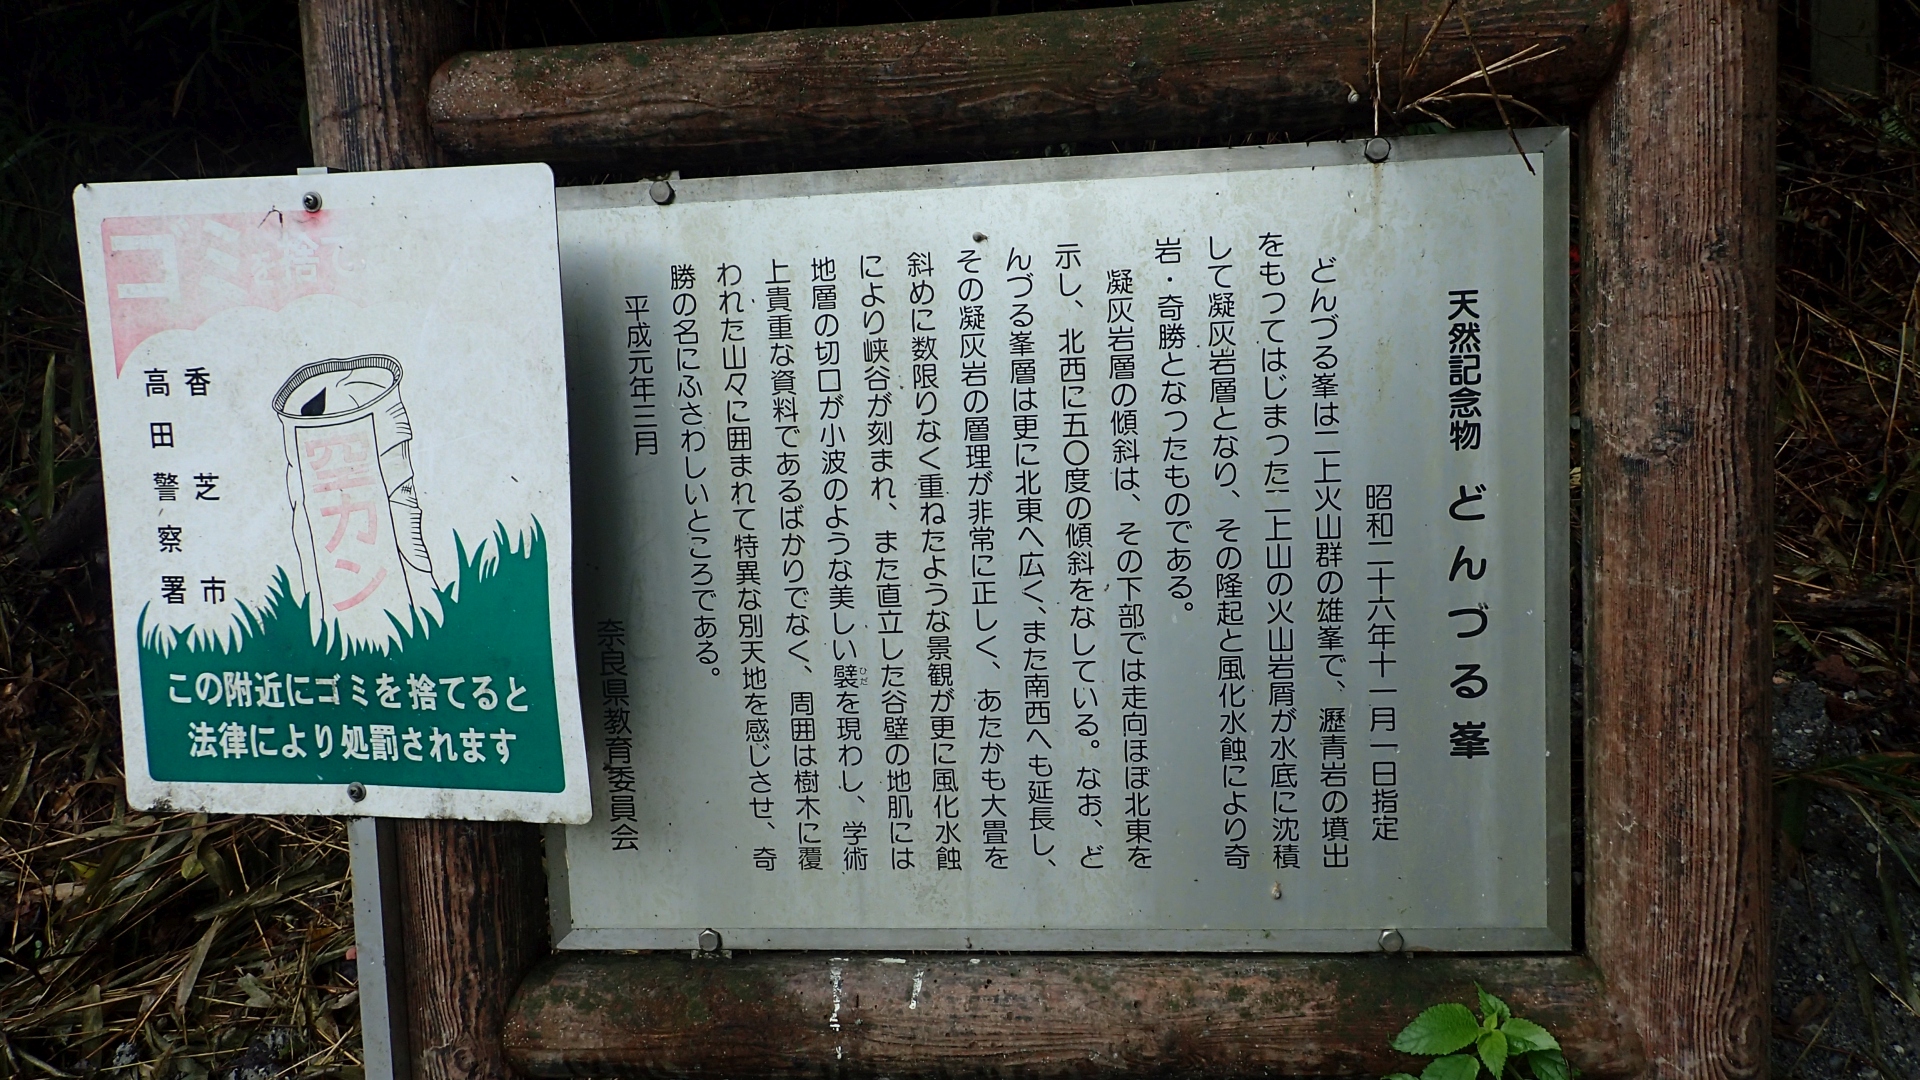 天然記念物 どんづる峯
昭和二十六年十一月一日指定
どんづる峯は二上火山群の雄峯で、瀝青岩の墳出
をもつてはじまつた二上山の火山岩屑が水底に沈積
して凝灰岩層となり、その隆起と風化水蝕により奇
岩・奇勝となつたものである。
凝灰岩層の傾斜は、その下部では走向ほぼ北東を
示し、北西に五〇度の傾斜をなしている。なお、ど
んづる峯層は更に北東へ広く、また南西へも延長し、
その凝灰岩の層理が非常に正しく、あたかも大畳を
斜めに数限りなく重ねたような景観が更に風化水蝕
により峡谷が刻まれ、また直立した谷壁の地肌には
地層の切口が小波のような美しい襞ひだを現わし、学術
上貴重な資料であるばかりでなく、周囲は樹木に覆
われた山々に囲まれて特異な別天地を感じさせ、奇
勝の名にふさわしいところである。
平成元年三月
奈良県教育委員会
ゴミを捨て
空カン
香芝市
高田警察署
この附近にゴミを捨てると
法律により処罰されます